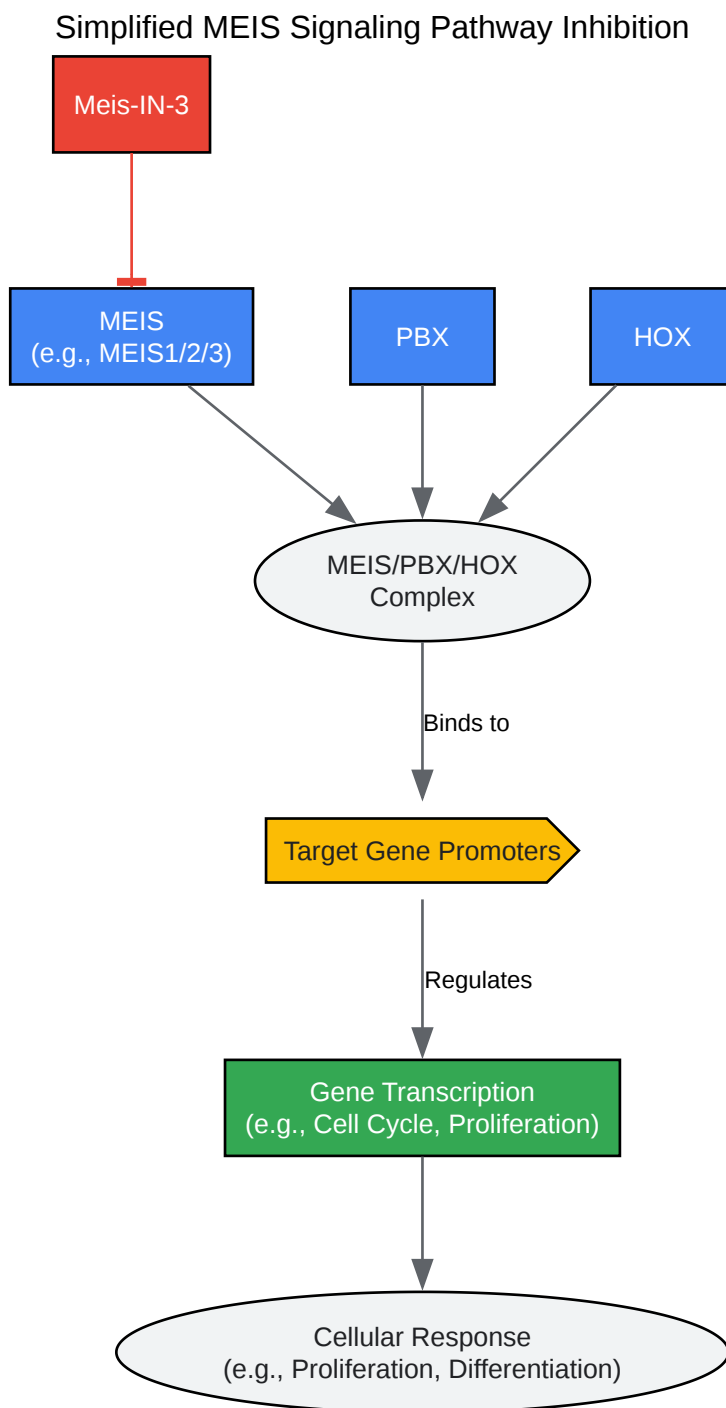 Simplified MEIS Signaling Pathway Inhibition
Meis-IN-3
MEIS
(e.g., MEIS1/2/3)
PBX
HOX
MEIS/PBX/HOX
Complex
Binds to
Target Gene Promoters
Regulates
Gene Transcription
(e.g., Cell Cycle, Proliferation)
Cellular Response
(e.g., Proliferation, Differentiation)